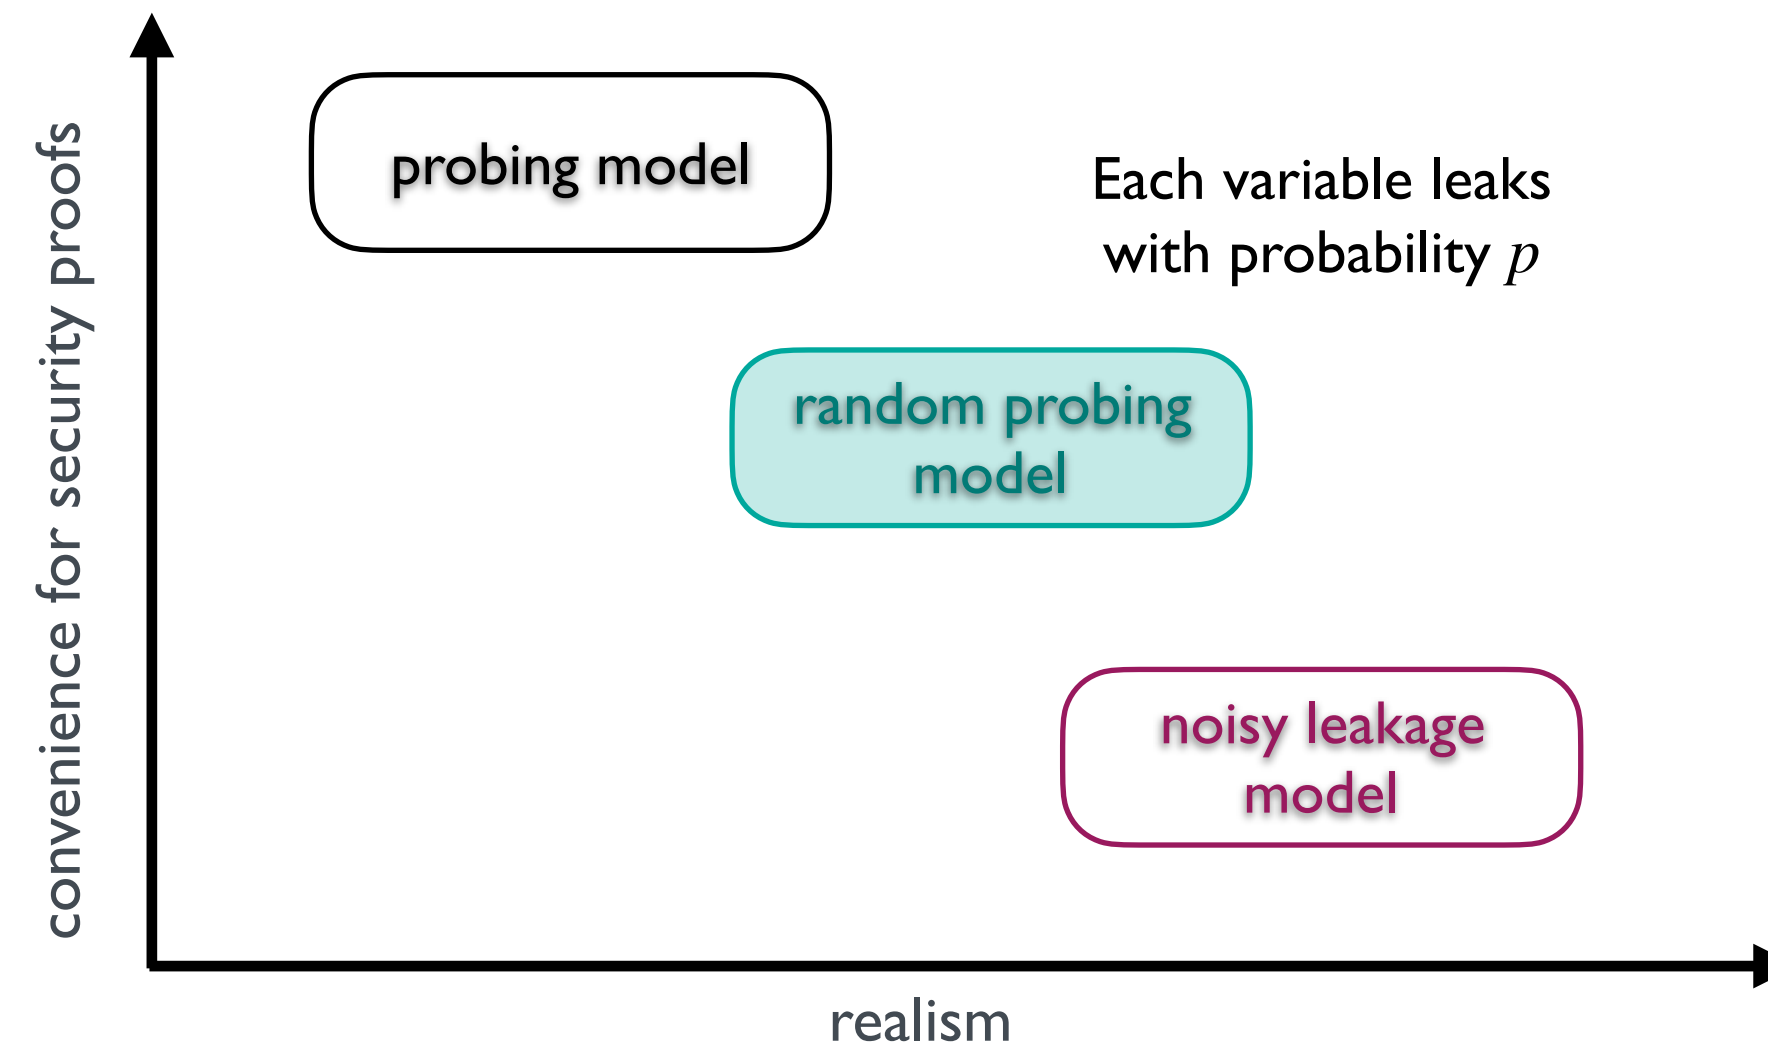 convenience for security proofs
probing model
Each variable leaks
with probability p
random probing
model
noisy leakage
model
realism